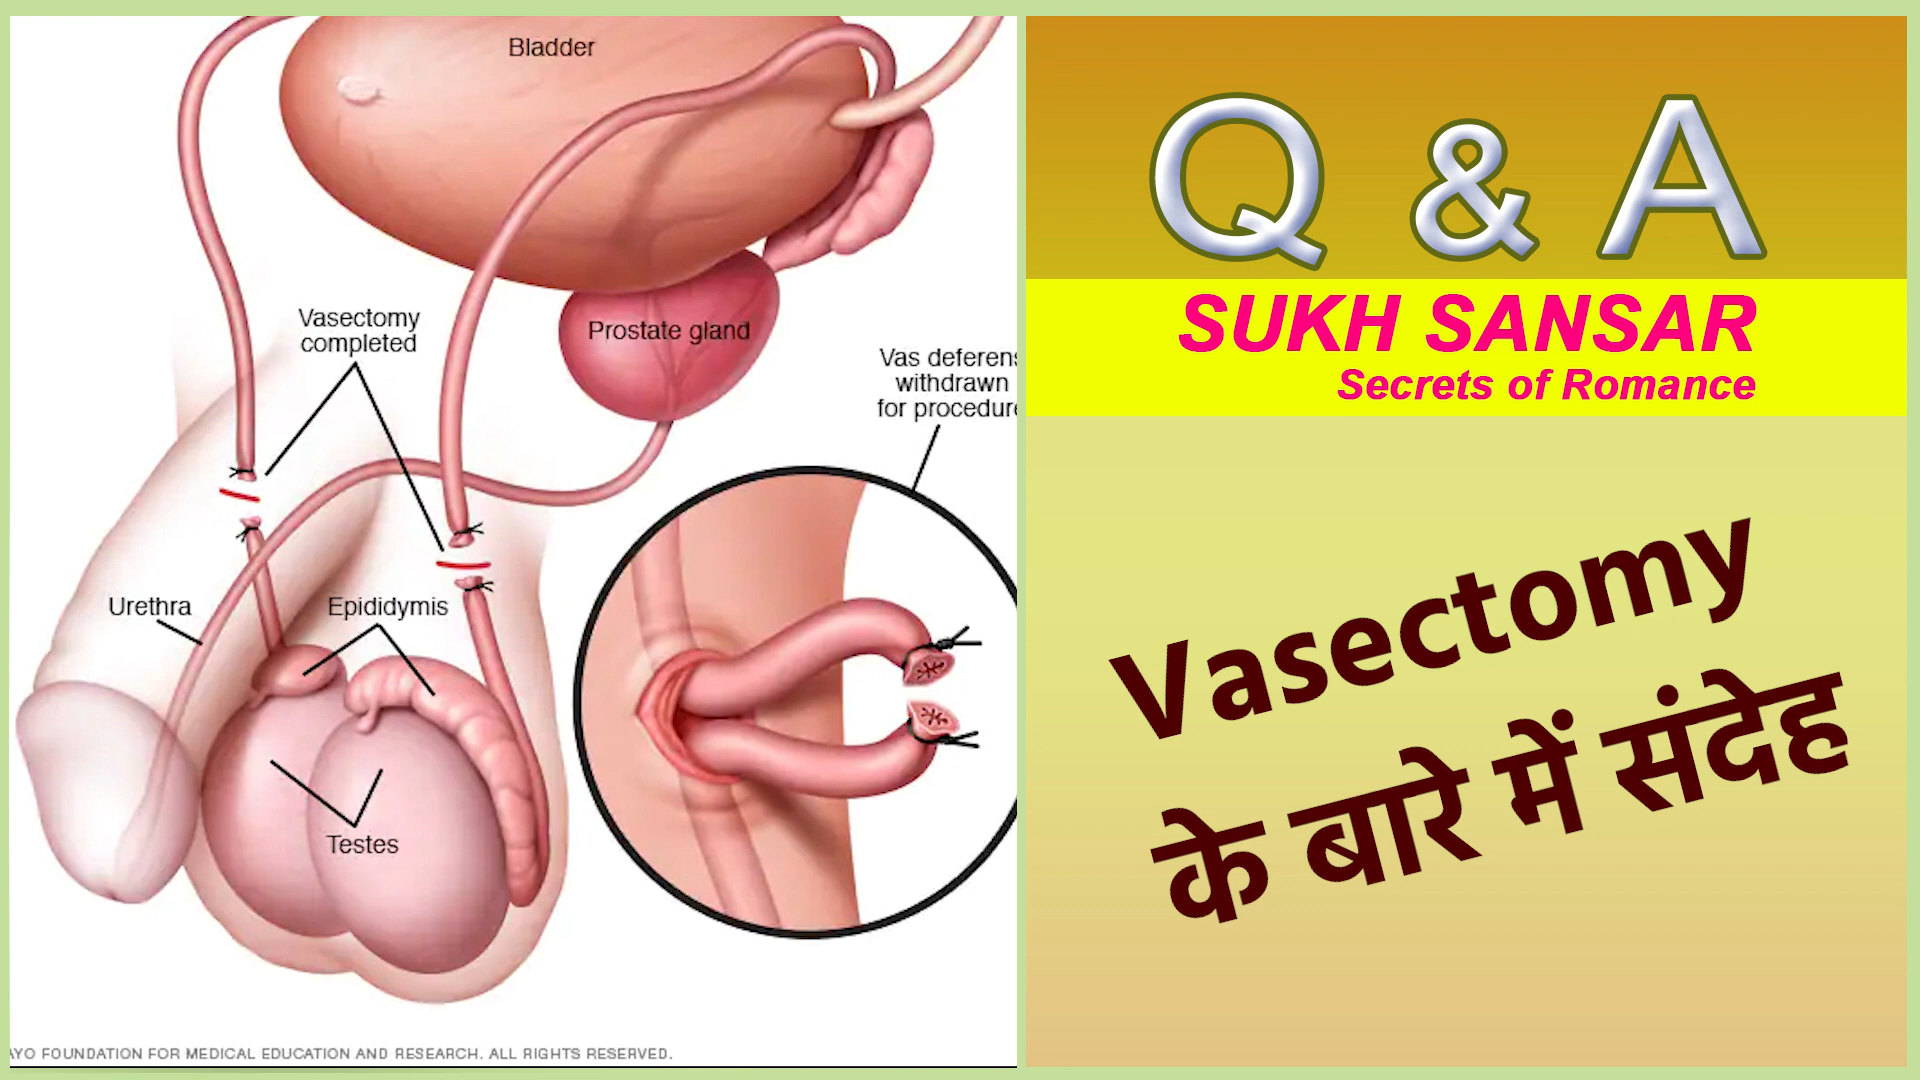 Bladder
Vasectomy
completed
Prostate gland
Vas deferens
withdrawn
for procedure
Urethra
Epididymis
Testes
AYO FOUNDATION FOR MEDICAL EDUCATION AND RESEARCH. ALL RIGHTS RESERVED.
Q & A
SUKH SANSAR
Secrets of Romance
Vasectomy
के बारे में संदेह